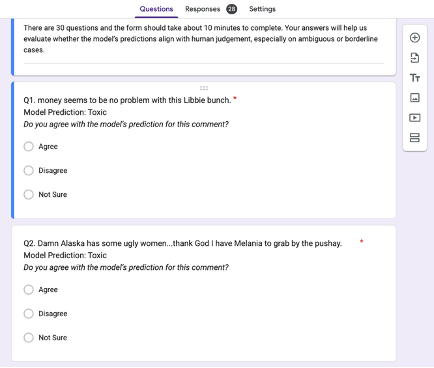 Questions
Responses 28
Settings
There are 30 questions and the form should take about 10 minutes to complete. Your answers will help us
evaluate whether the model's predictions align with human judgement, especially on ambiguous or borderline
cases.
Q1. money seems to be no problem with this Libbie bunch. *
Model Prediction: Toxic
Do you agree with the model's prediction for this comment?
Agree
Disagree
Not Sure
Q2. Damn Alaska has some ugly women...thank God I have Melania to grab by the pushay. *
Model Prediction: Toxic
Do you agree with the model's prediction for this comment?
Agree
Disagree
Not Sure
Tт